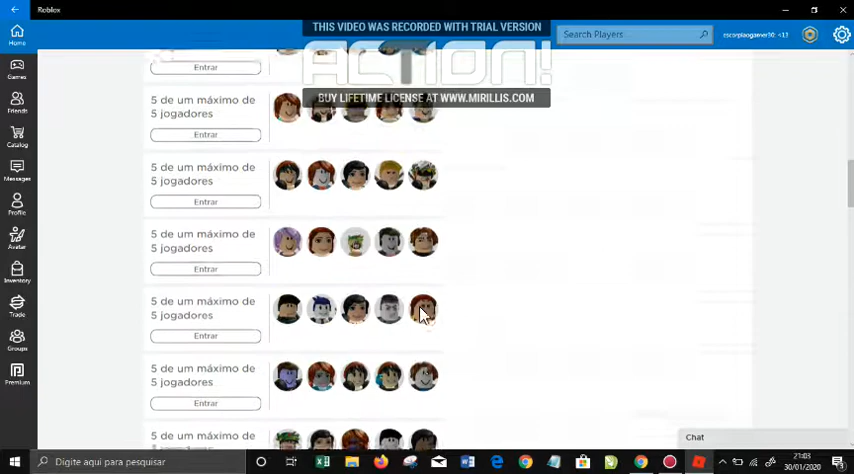 Roblox
THIS VIDEO WAS RECORDED WITH TRIAL VERSION
ACTION!
BUY LIFETIME LICENSE AT WWW.MIRILLIS.COM
Search Players
escorpiaogamer30: <13
Home
Games
Friends
Catalog
Messages
Profile
Avatar
Inventory
Trade
Groups
Premium
Entrar
5 de um máximo de
5 jogadores
Entrar
5 de um máximo de
5 jogadores
Entrar
5 de um máximo de
5 jogadores
Entrar
5 de um máximo de
5 jogadores
Entrar
5 de um máximo de
5 jogadores
Entrar
5 de um máximo de
Chat
Digite aqui para pesquisar
21:03
30/01/2020